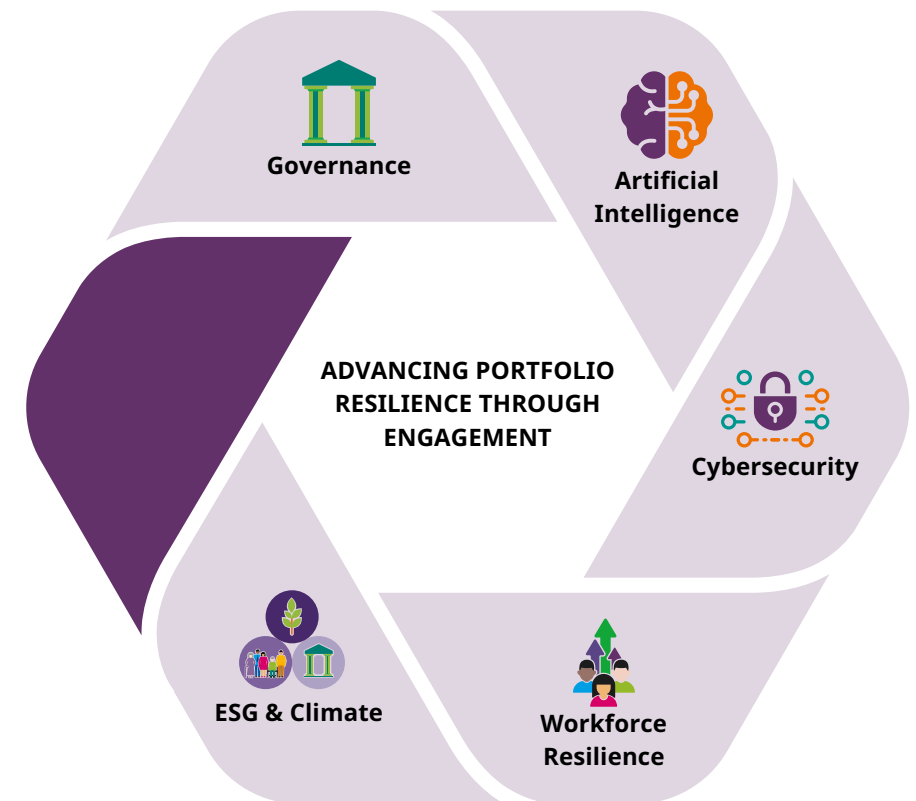 Governance
Artificial
Intelligence
ADVANCING PORTFOLIO
RESILIENCE THROUGH
ENGAGEMENT
Cybersecurity
ESG & Climate
Workforce
Resilience